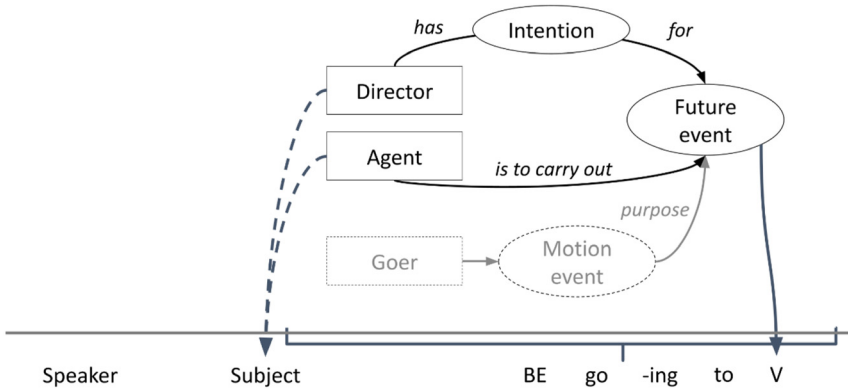 has
Intention
for
Director
Future
event
Agent
is to carry out
purpose
Goer
Motion
event
Speaker Subject BE go -ing to V